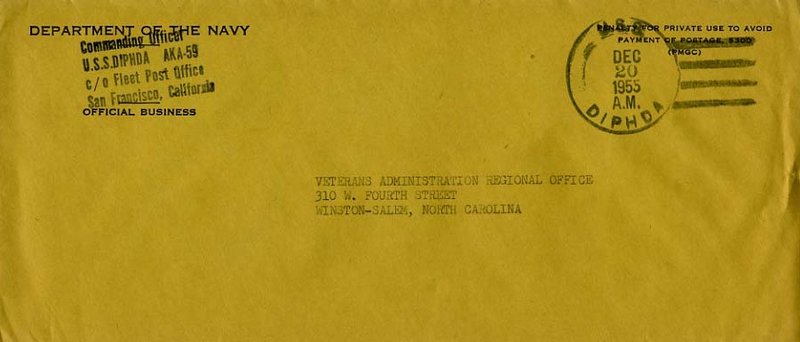 DEPARTMENT OF THE NAVY
Commanding Officer
U.S.S.DIPHDA AKA-59
c/o Fleet Post Office
San Francisco, California
OFFICIAL BUSINESS
PENALTY FOR PRIVATE USE TO AVOID
PAYMENT OF POSTAGE, $300
(PMGC)
U.S.S.
DEC
20
1955
A.M.
DIPHDA
VETERANS ADMINISTRATION REGIONAL OFFICE
310 W. FOURTH STREET
WINSTON-SALEM, NORTH CAROLINA